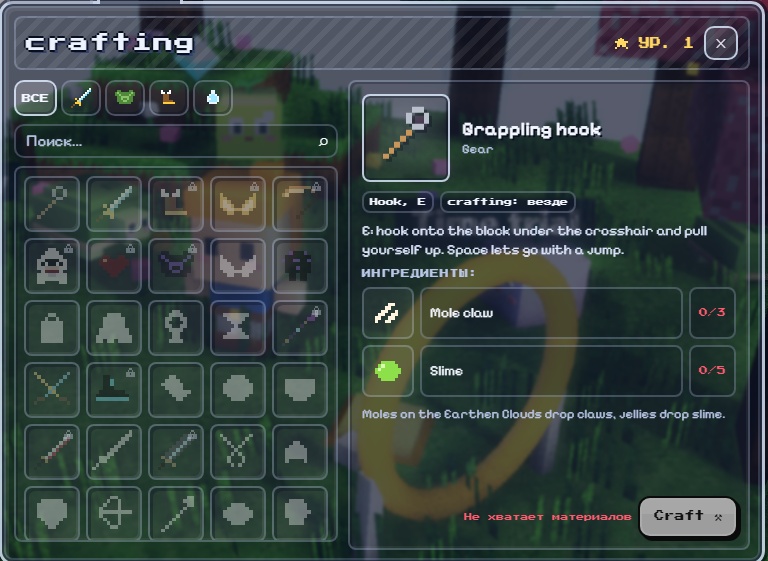 crafting
УР. 1
ВСЕ
Поиск...
Grappling hook
Gear
Hook, E
crafting: везде
E: hook onto the block under the crosshair and pull
yourself up. Space lets go with a jump.
ИНГРЕДИЕНТЫ:
Mole claw
0/3
Slime
0/5
Moles on the Earthen Clouds drop claws, jellies drop slime.
Не хватает материалов
Craft